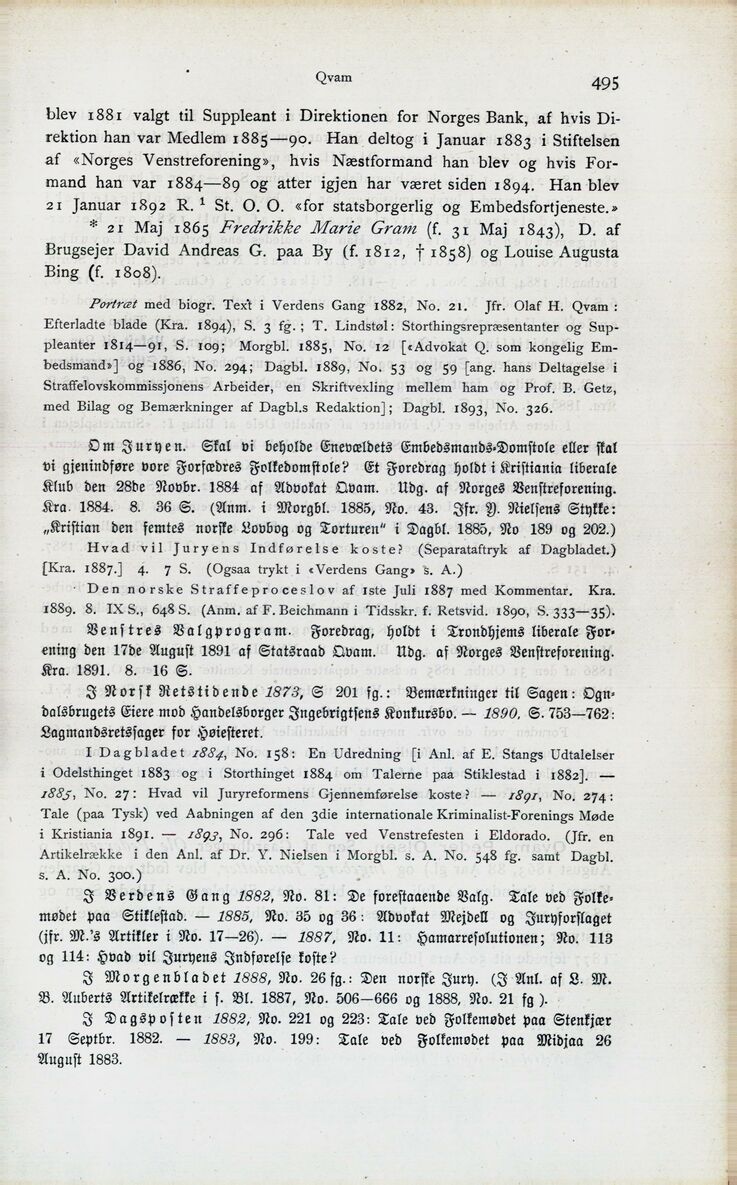 Qvam
495
blev 1881 valgt til Suppleant i Direktionen for Norges Bank, af hvis Di-
rektion han var Medlem 1885—90. Han deltog i Januar 1883 i Stiftelsen
af «Norges Venstreforening», hvis Næstformand han blev og hvis For-
mand han var 1884—89 og atter igjen har været siden 1894. Han blev
21 Januar 1892 R.¹ St. O. O. «for statsborgerlig og Embedsfortjeneste.»
* 21 Maj 1865 Fredrikke Marie Gram (f. 31 Maj 1843), D. af
Brugsejer David Andreas G. paa By (f. 1812, † 1858) og Louise Augusta
Bing (f. 1808).
Portræt med biogr. Text i Verdens Gang 1882, No. 21. Jfr. Olaf H. Qvam :
Efterladte blade (Kra. 1894), S. 3 fg. ; T. Lindstøl: Storthingsrepræsentanter og Sup-
pleanter 1814—91, S. 109; Morgbl. 1885, No. 12 [«Advokat Q. som kongelig Em-
bedsmand»] og 1886, No. 294; Dagbl. 1889, No. 53 og 59 [ang. hans Deltagelse i
Straffelovskommissjonens Arbeider, en Skriftvexling mellem ham og Prof. B. Getz,
med Bilag og Bemærkninger af Dagbl.s Redaktion]; Dagbl. 1893, No. 326.
Om Juryen. Skal vi beholde Enevældets Embedsmands-Domstole eller skal
vi gjenindføre vore Forfædres Folkedomstole? Et Foredrag holdt i Kristiania liberale
Klub den 28de Novbr. 1884 af Advokat Qvam. Udg. af Norges Venstreforening.
Kra. 1884. 8. 36 S. (Anm. i Morgbl. 1885, No. 43. Jfr. Y. Nielsens Stykke:
„Kristian den femtes norske Lovbog og Torturen" i Dagbl. 1885, No 189 og 202.)
Hvad vil Juryens Indførelse koste? (Separataftryk af Dagbladet.)
[Kra. 1887.] 4. 7 S. (Ogsaa trykt i «Verdens Gang» s. A.)
Den norske Straffeproceslov af 1ste Juli 1887 med Kommentar. Kra.
1889. 8. IX S., 648 S. (Anm. af F. Beichmann i Tidsskr. f. Retsvid. 1890, S. 333—35).
Venstres Valgprogram. Foredrag, holdt i Trondhjems liberale For-
ening den 17de August 1891 af Statsraad Qvam. Udg. af Norges Venstreforening.
Kra. 1891. 8. 16 S.
I Norsk Retstidende 1873, S 201 fg.: Bemærkninger til Sagen: Ogn-
dalsbrugets Eiere mod Handelsborger Ingebrigtsens Konkursbo. — 1890, S. 753—762:
Lagmandsretssager for Høiesteret.
I Dagbladet 1884, No. 158: En Udredning [i Anl. af E. Stangs Udtalelser
i Odelsthinget 1883 og i Storthinget 1884 om Talerne paa Stiklestad i 1882]. —
1885, No. 27: Hvad vil Juryreformens Gjennemførelse koste? — 1891, No. 274:
Tale (paa Tysk) ved Aabningen af den 3die internationale Kriminalist-Forenings Møde
i Kristiania 1891. — 1893, No. 296: Tale ved Venstrefesten i Eldorado. (Jfr. en
Artikelrække i den Anl. af Dr. Y. Nielsen i Morgbl. s. A. No. 548 fg. samt Dagbl.
s. A. No. 300.)
I Verdens Gang 1882, No. 81: De forestaaende Valg. Tale ved Folke-
mødet paa Stiklestad. — 1885, No. 35 og 36: Advokat Mejdell og Juryforslaget
(jfr. M.'s Artikler i No. 17—26). — 1887, No. 11: Hamarresolutionen; No. 113
og 114: Hvad vil Juryens Indførelse koste?
I Morgenbladet 1888, No. 26 fg.: Den norske Jury. (I Anl. af L. M.
B. Auberts Artikelrække i s. Bl. 1887, No. 506—666 og 1888, No. 21 fg ).
I Dagsposten 1882, No. 221 og 223: Tale ved Folkemødet paa Stenkjær
17 Septbr. 1882. — 1883, No. 199: Tale ved Folkemødet paa Midjaa 26
August 1883.